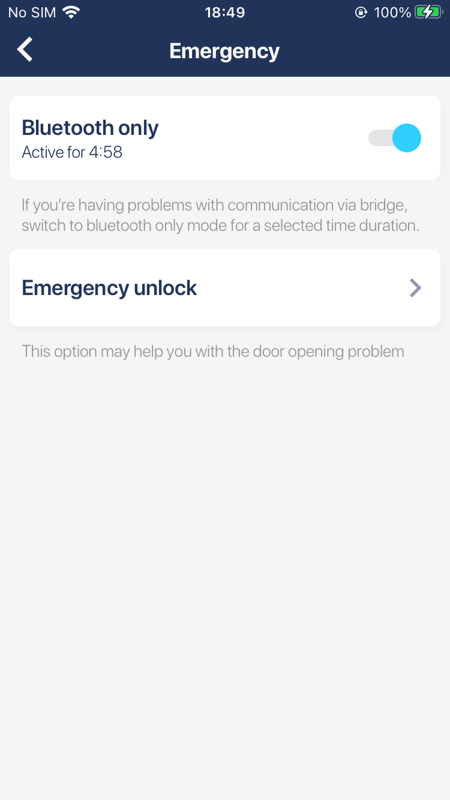 No SIM 18:49 100%
Emergency
Bluetooth only
Active for 4:58
If you're having problems with communication via bridge,
switch to bluetooth only mode for a selected time duration.
Emergency unlock
This option may help you with the door opening problem